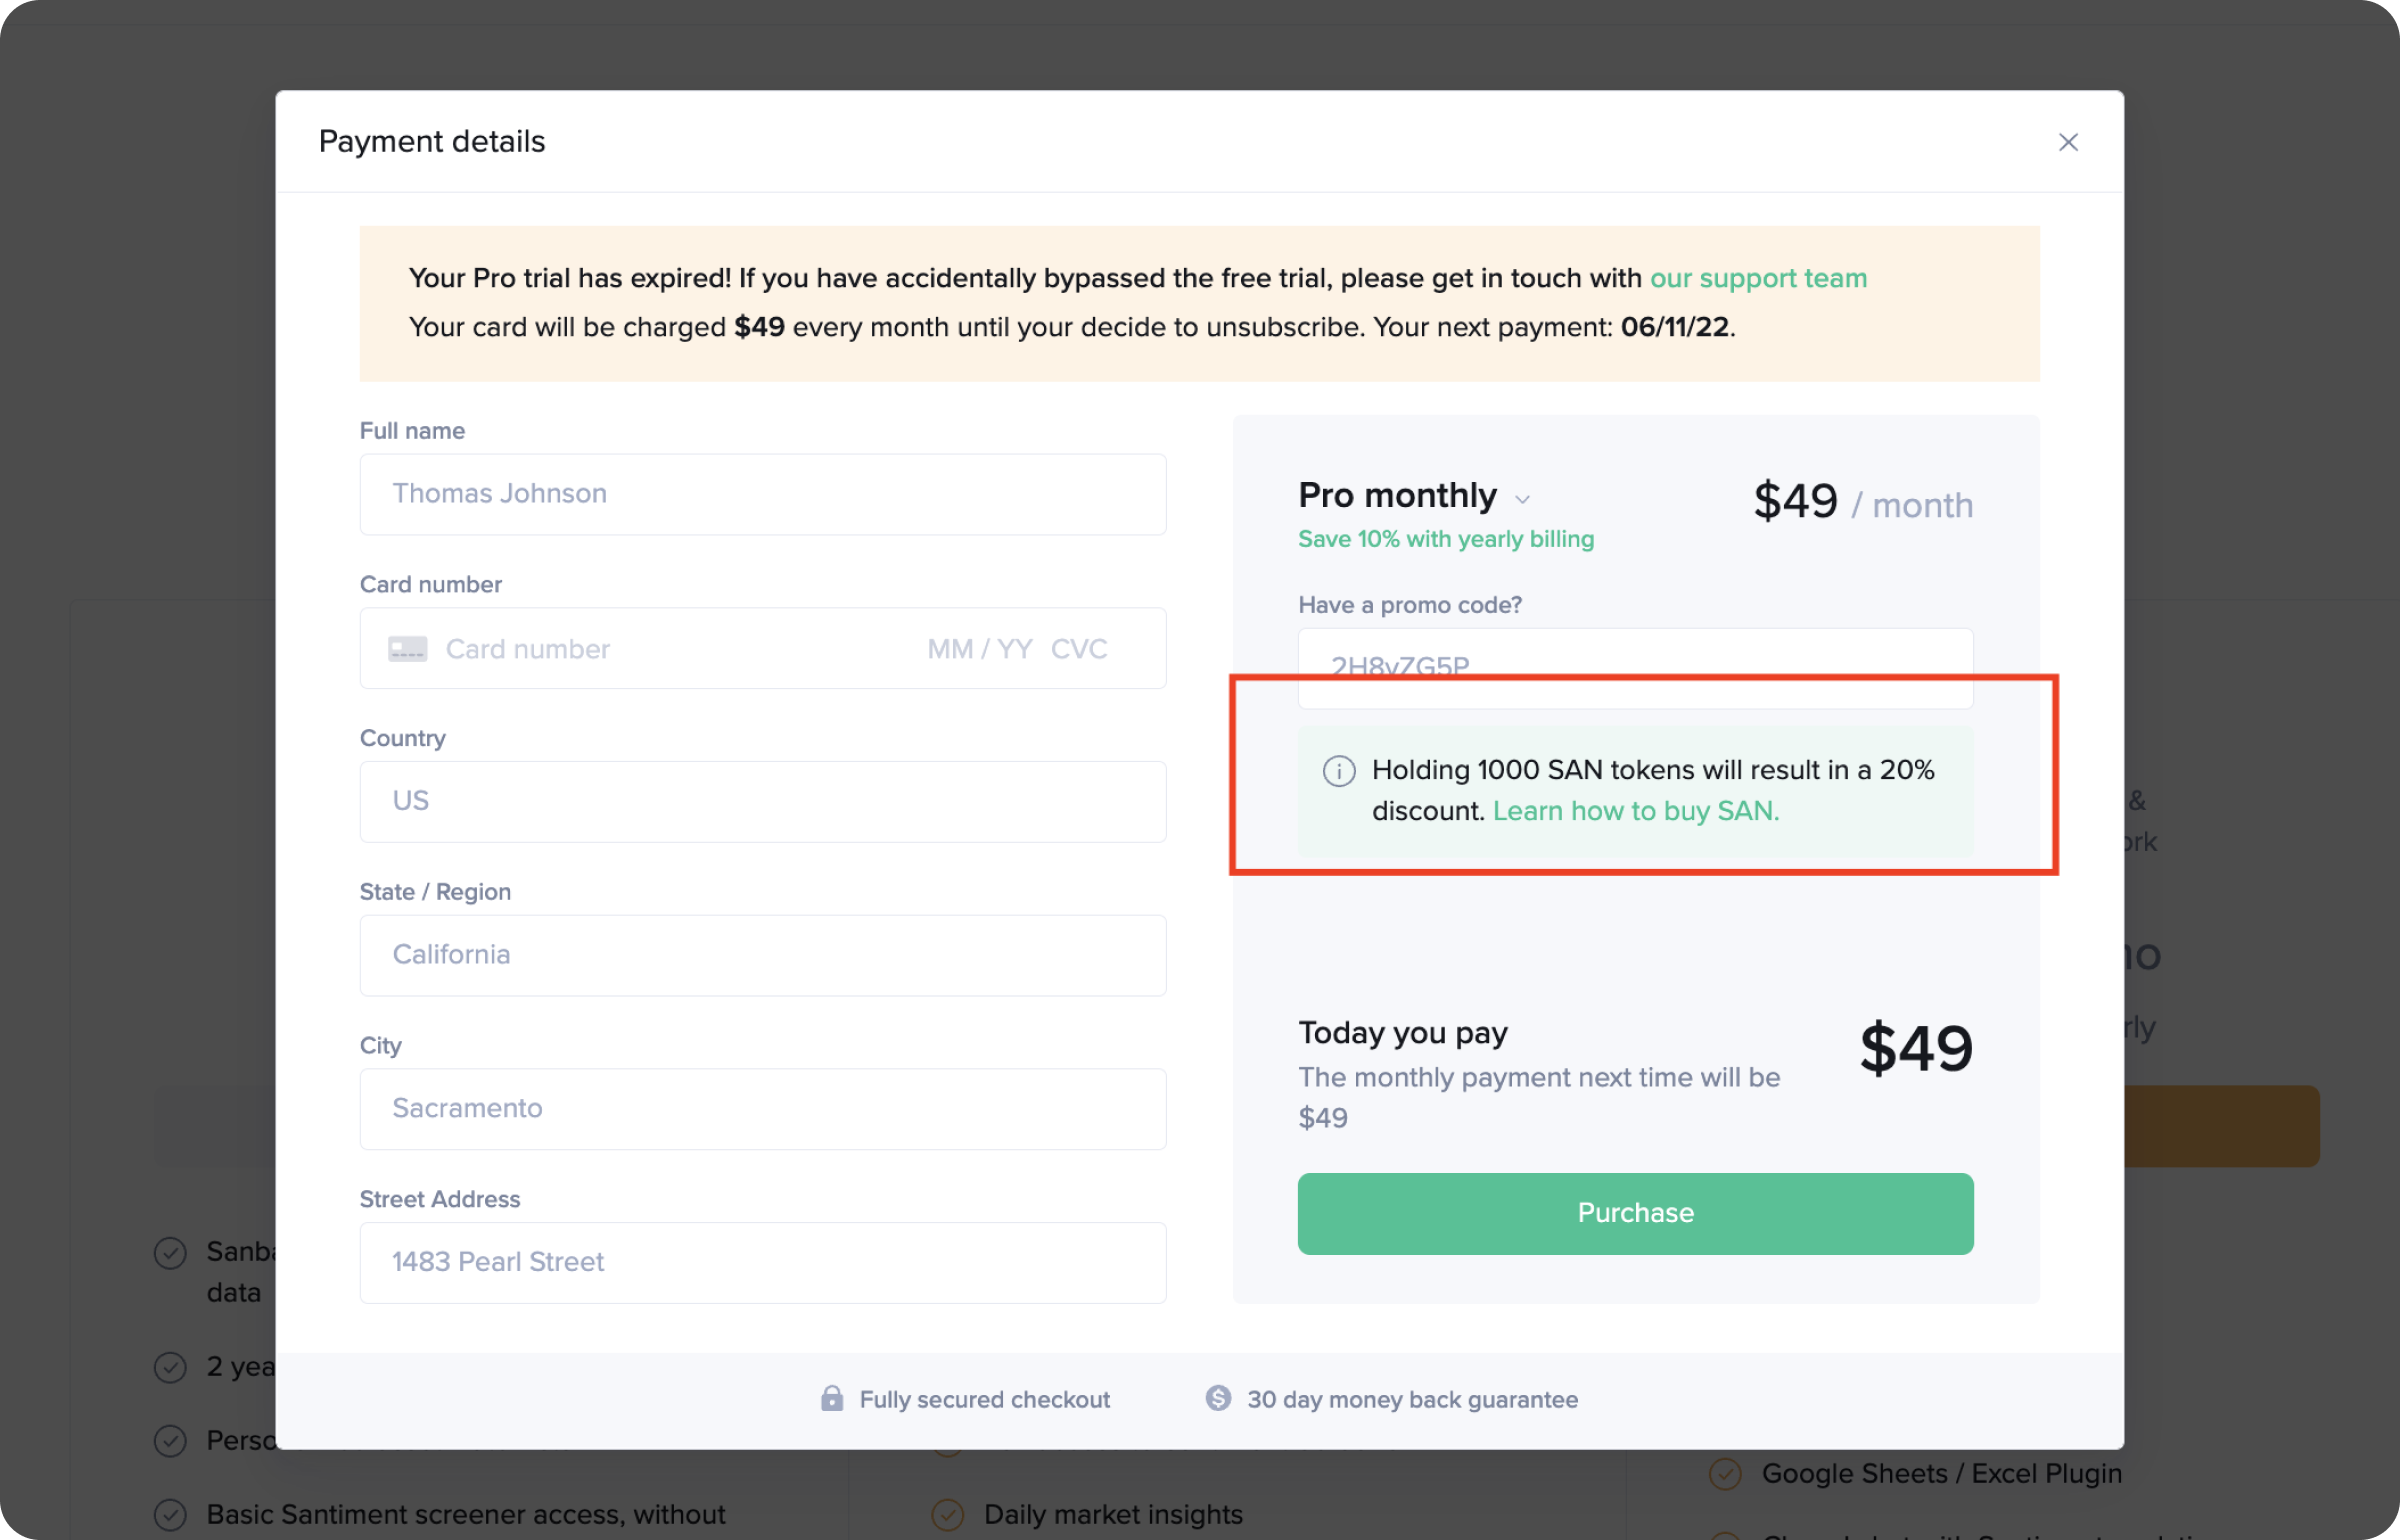 Payment details
Your Pro trial has expired! If you have accidentally bypassed the free trial, please get in touch with our support team
Your card will be charged $49 every month until your decide to unsubscribe. Your next payment: 06/11/22.
Full name
Thomas Johnson
Card number
Card number MM / YY CVC
Country
US
State / Region
California
City
Sacramento
Street Address
1483 Pearl Street
Pro monthly $49 / month
Save 10% with yearly billing
Have a promo code?
2H8vZG5P
Holding 1000 SAN tokens will result in a 20%
discount. Learn how to buy SAN.
Today you pay $49
The monthly payment next time will be
$49
Purchase
Fully secured checkout 30 day money back guarantee
data
2
Basic Santiment screener access, without
Daily market insights
&
Google Sheets / Excel Plugin